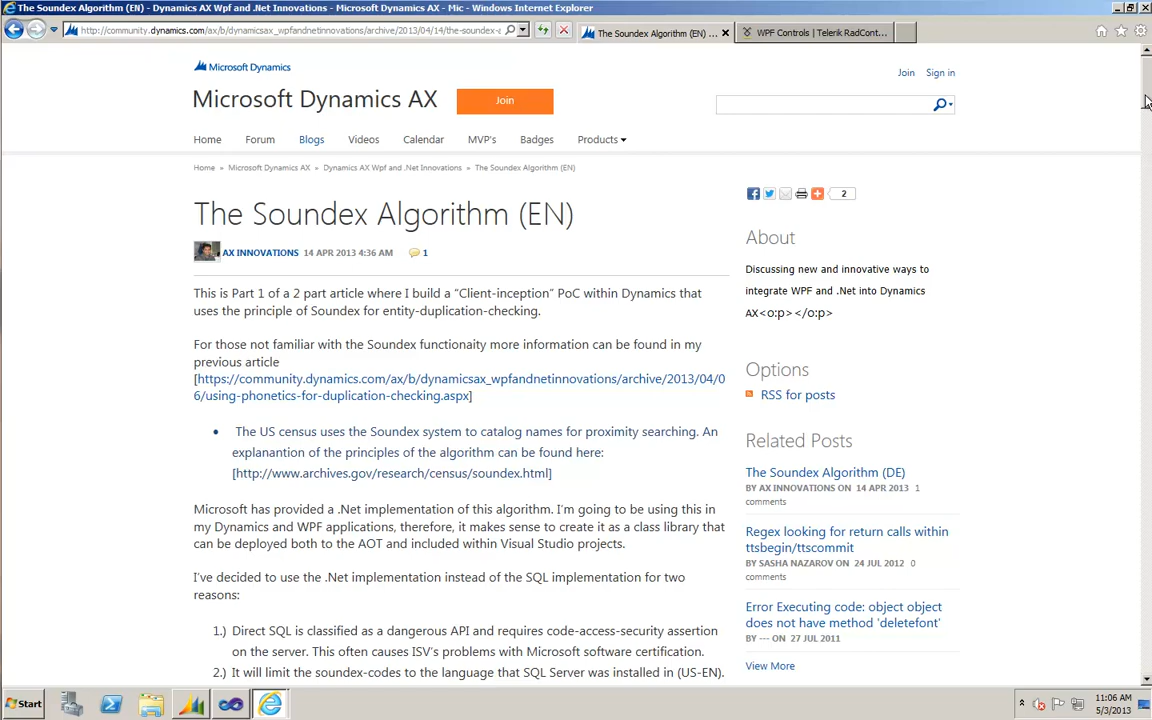 The Soundex Algorithm (EN) - Dynamics AX Wpf and .Net Innovations - Microsoft Dynamics AX - Mic - Windows Internet Explorer
http://community.dynamics.com/ax/b/dynamicsax_wpfandnetinnovations/archive/2013/04/14/the-soundex-a
The Soundex Algorithm (EN) ...
WPF Controls | Telerik RadCont...
Microsoft Dynamics
Join Sign in
Microsoft Dynamics AX
Join
Home Forum Blogs Videos Calendar MVP's Badges Products
Home » Microsoft Dynamics AX » Dynamics AX Wpf and .Net Innovations » The Soundex Algorithm (EN)
The Soundex Algorithm (EN)
AX INNOVATIONS 14 APR 2013 4:36 AM 1
This is Part 1 of a 2 part article where I build a “Client-inception” PoC within Dynamics that
uses the principle of Soundex for entity-duplication-checking.
For those not familiar with the Soundex functionaity more information can be found in my
previous article
[https://community.dynamics.com/ax/b/dynamicsax_wpfandnetinnovations/archive/2013/04/0
6/using-phonetics-for-duplication-checking.aspx]
• The US census uses the Soundex system to catalog names for proximity searching. An
explanantion of the principles of the algorithm can be found here:
[http://www.archives.gov/research/census/soundex.html]
Microsoft has provided a .Net implementation of this algorithm. I’m going to be using this in
my Dynamics and WPF applications, therefore, it makes sense to create it as a class library that
can be deployed both to the AOT and included within Visual Studio projects.
I’ve decided to use the .Net implementation instead of the SQL implementation for two
reasons:
1.) Direct SQL is classified as a dangerous API and requires code-access-security assertion
on the server. This often causes ISV’s problems with Microsoft software certification.
2.) It will limit the soundex-codes to the language that SQL Server was installed in (US-EN).
2
About
Discussing new and innovative ways to
integrate WPF and .Net into Dynamics
AX<o:p></o:p>
Options
RSS for posts
Related Posts
The Soundex Algorithm (DE)
BY AX INNOVATIONS ON 14 APR 2013 1
comments
Regex looking for return calls within
ttsbegin/ttscommit
BY SASHA NAZAROV ON 24 JUL 2012 0
comments
Error Executing code: object object
does not have method 'deletefont'
BY --- ON 27 JUL 2011
View More
Start
11:06 AM
5/3/2013